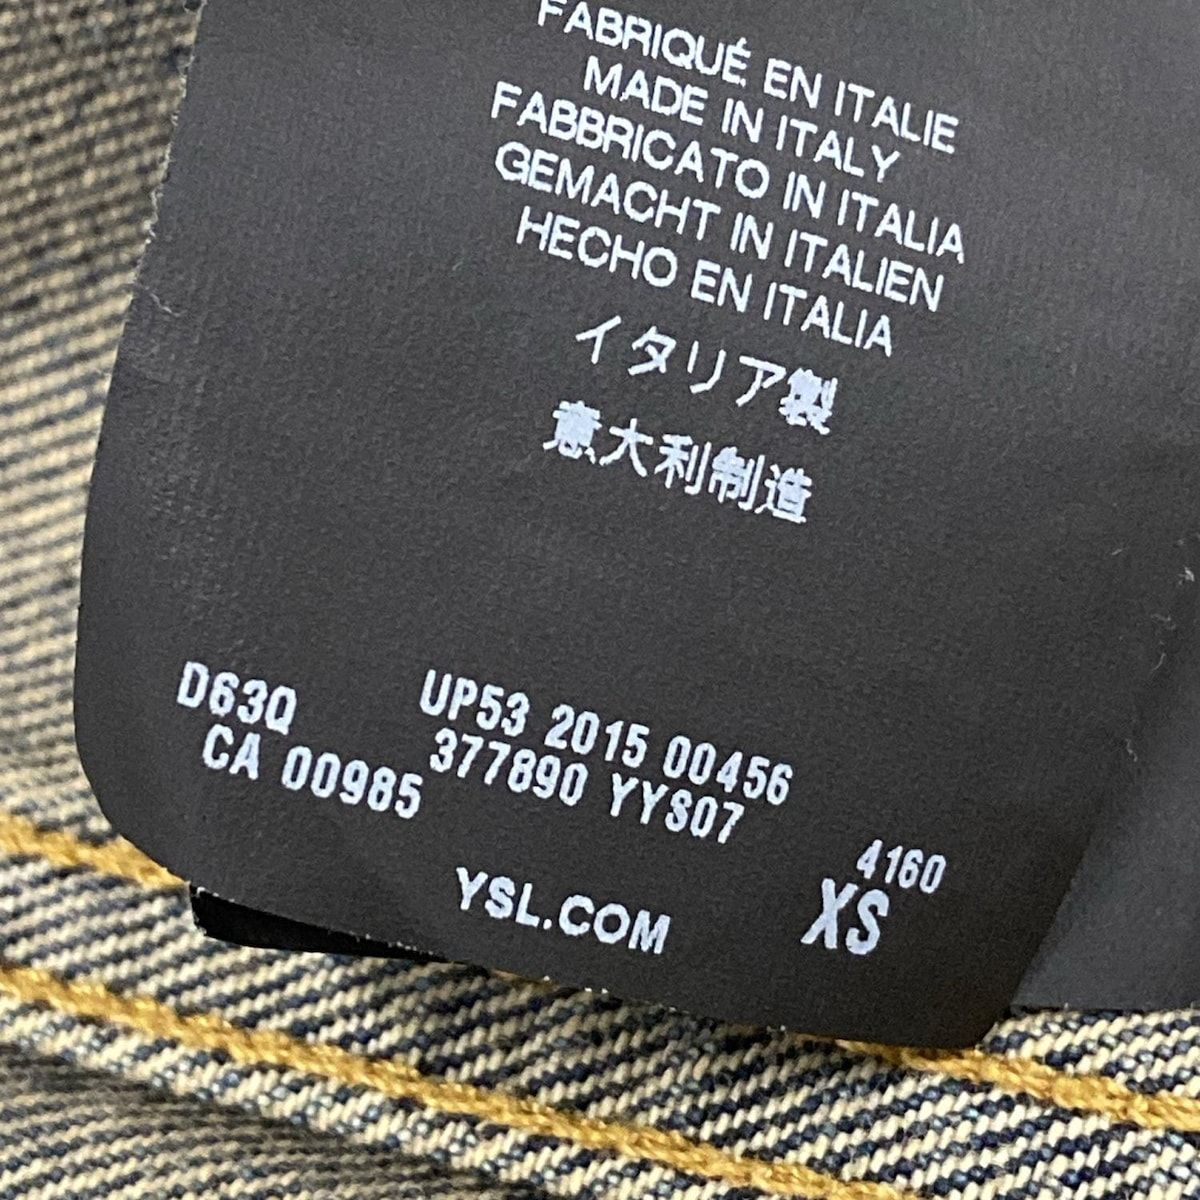 FABRIQUÉ EN ITALIE
MADE IN ITALY
FABBRICATO IN ITALIA
GEMACHT IN ITALIEN
HECHO EN ITALIA
イタリア製
意大利制造
D63Q UP53 2015 00456
CA 00985 377890 YYS07
4160
YSL.COM XS